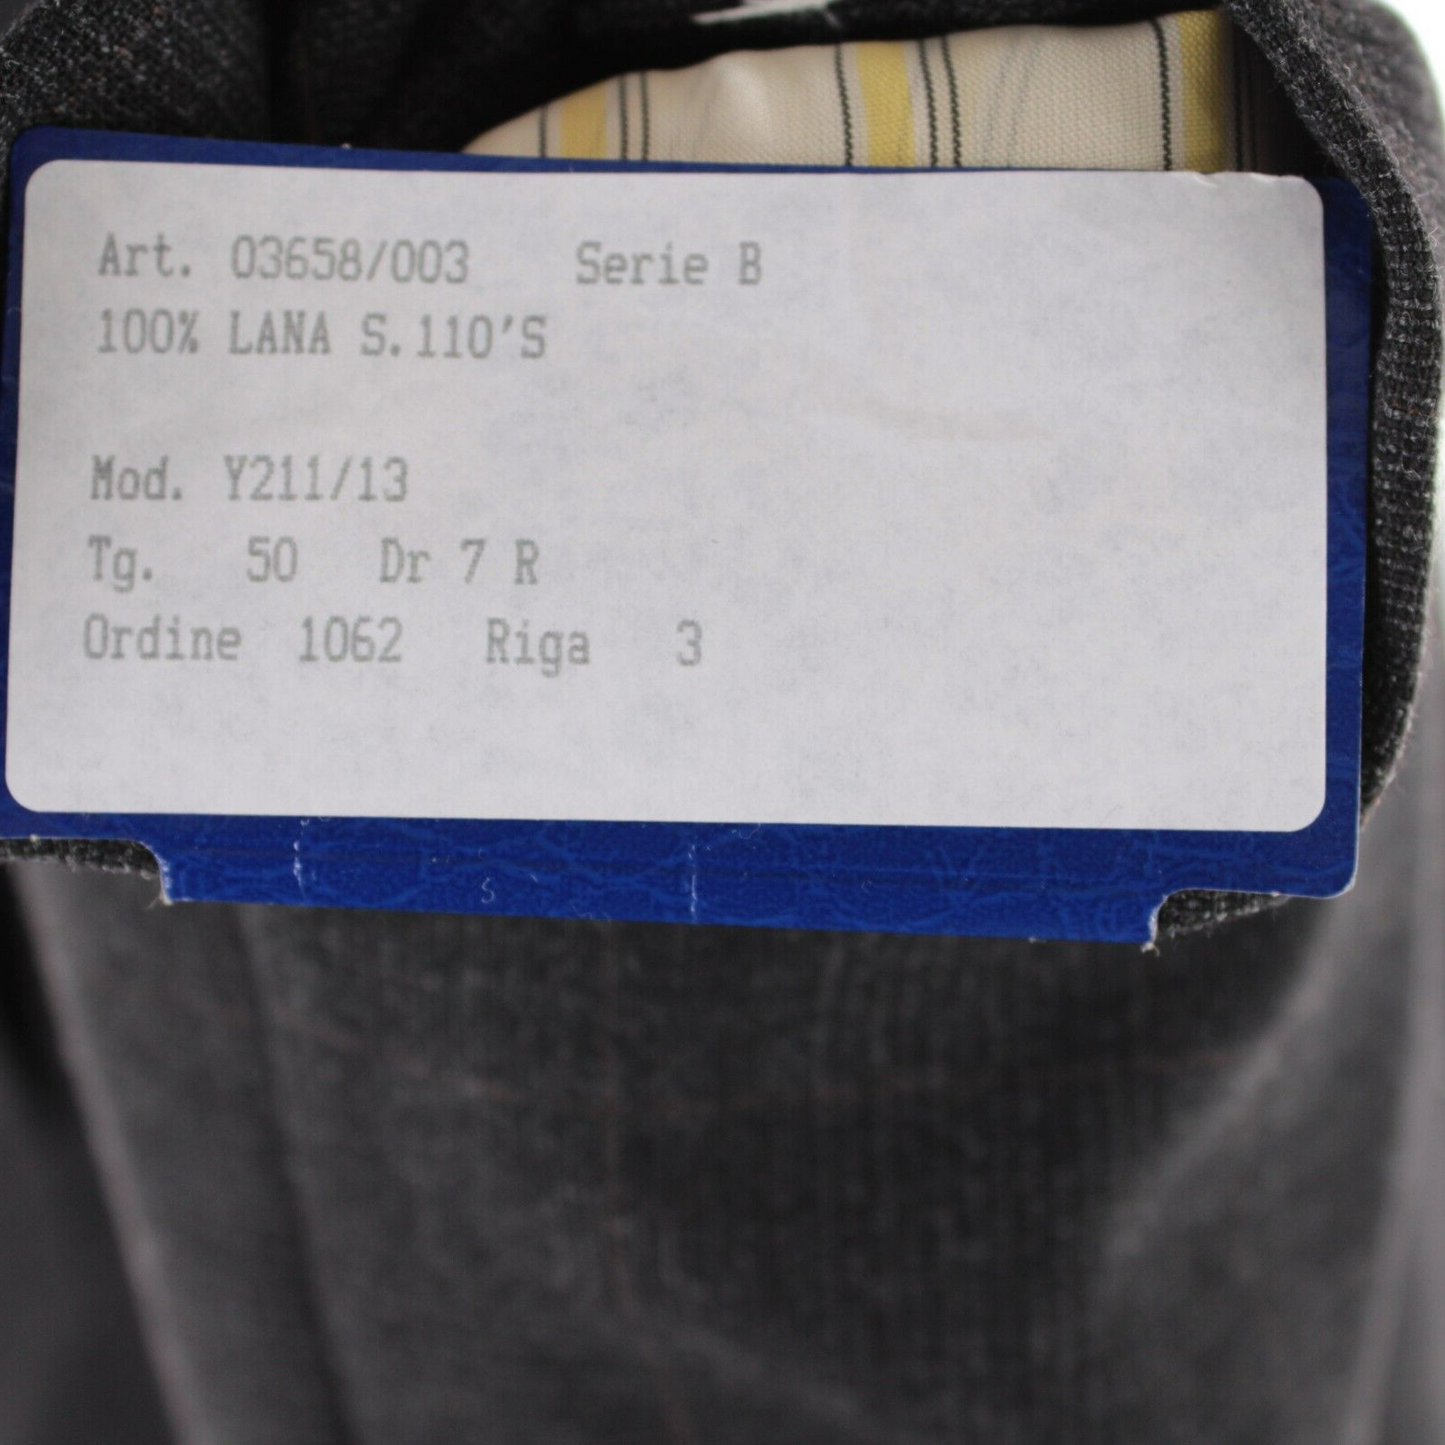 Art. 03658/003 Serie B
100% LANA S.110'S
Mod. Y211/13
Tg. 50 Dr 7 R
Ordine 1062 Riga 3